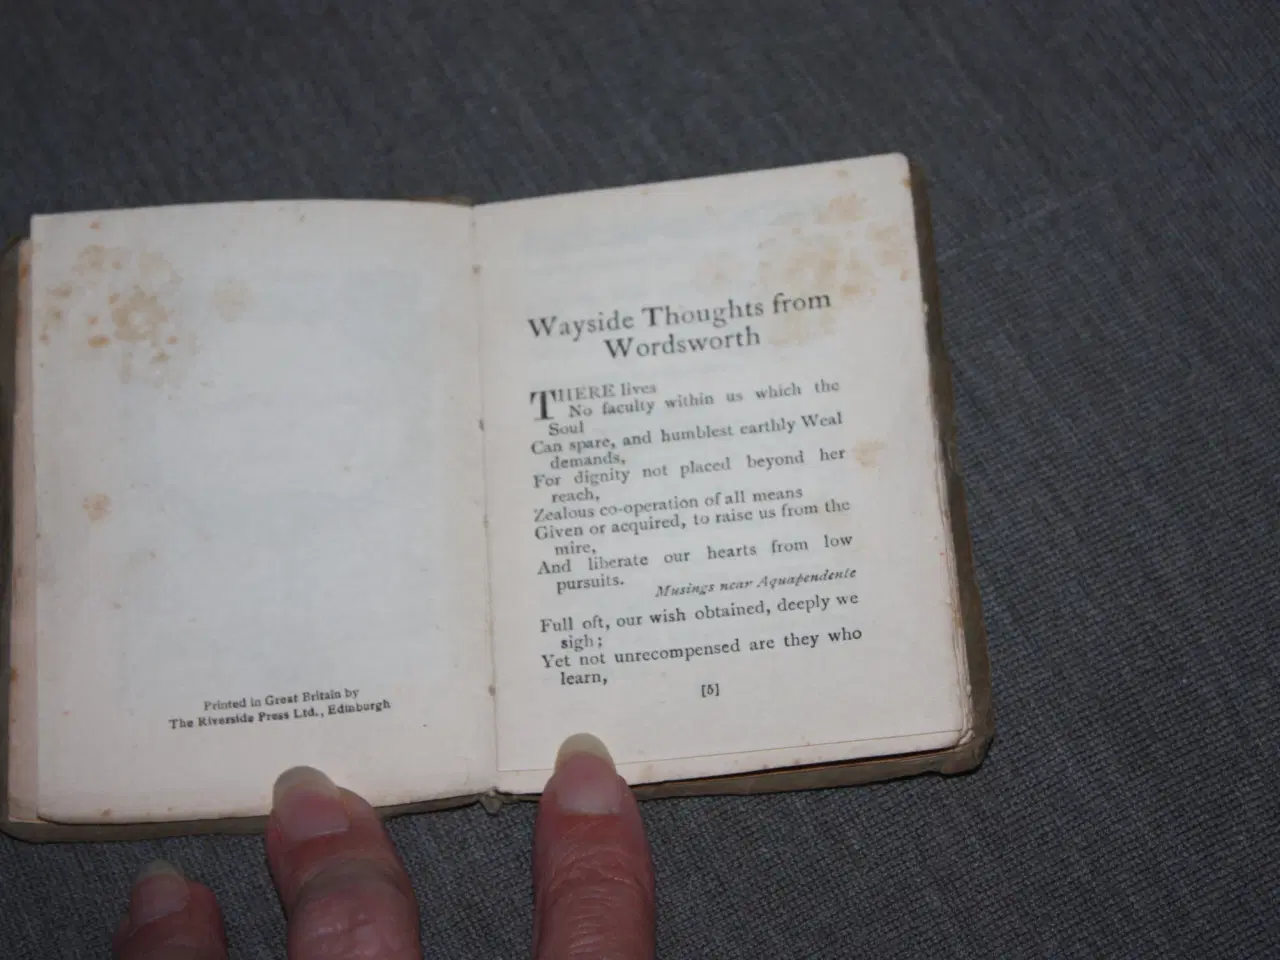 Printed in Great Britain by
The Riverside Press Ltd., Edinburgh
Wayside Thoughts from
Wordsworth
THERE lives
No faculty within us which the
Soul
Can spare, and humblest earthly Weal
demands,
For dignity not placed beyond her
reach,
Zealous co-operation of all means
Given or acquired, to raise us from the
mire,
And liberate our hearts from low
pursuits.
Musings near Aquapendente
Full oft, our wish obtained, deeply we
sigh;
Yet not unrecompensed are they who
learn,
[5]